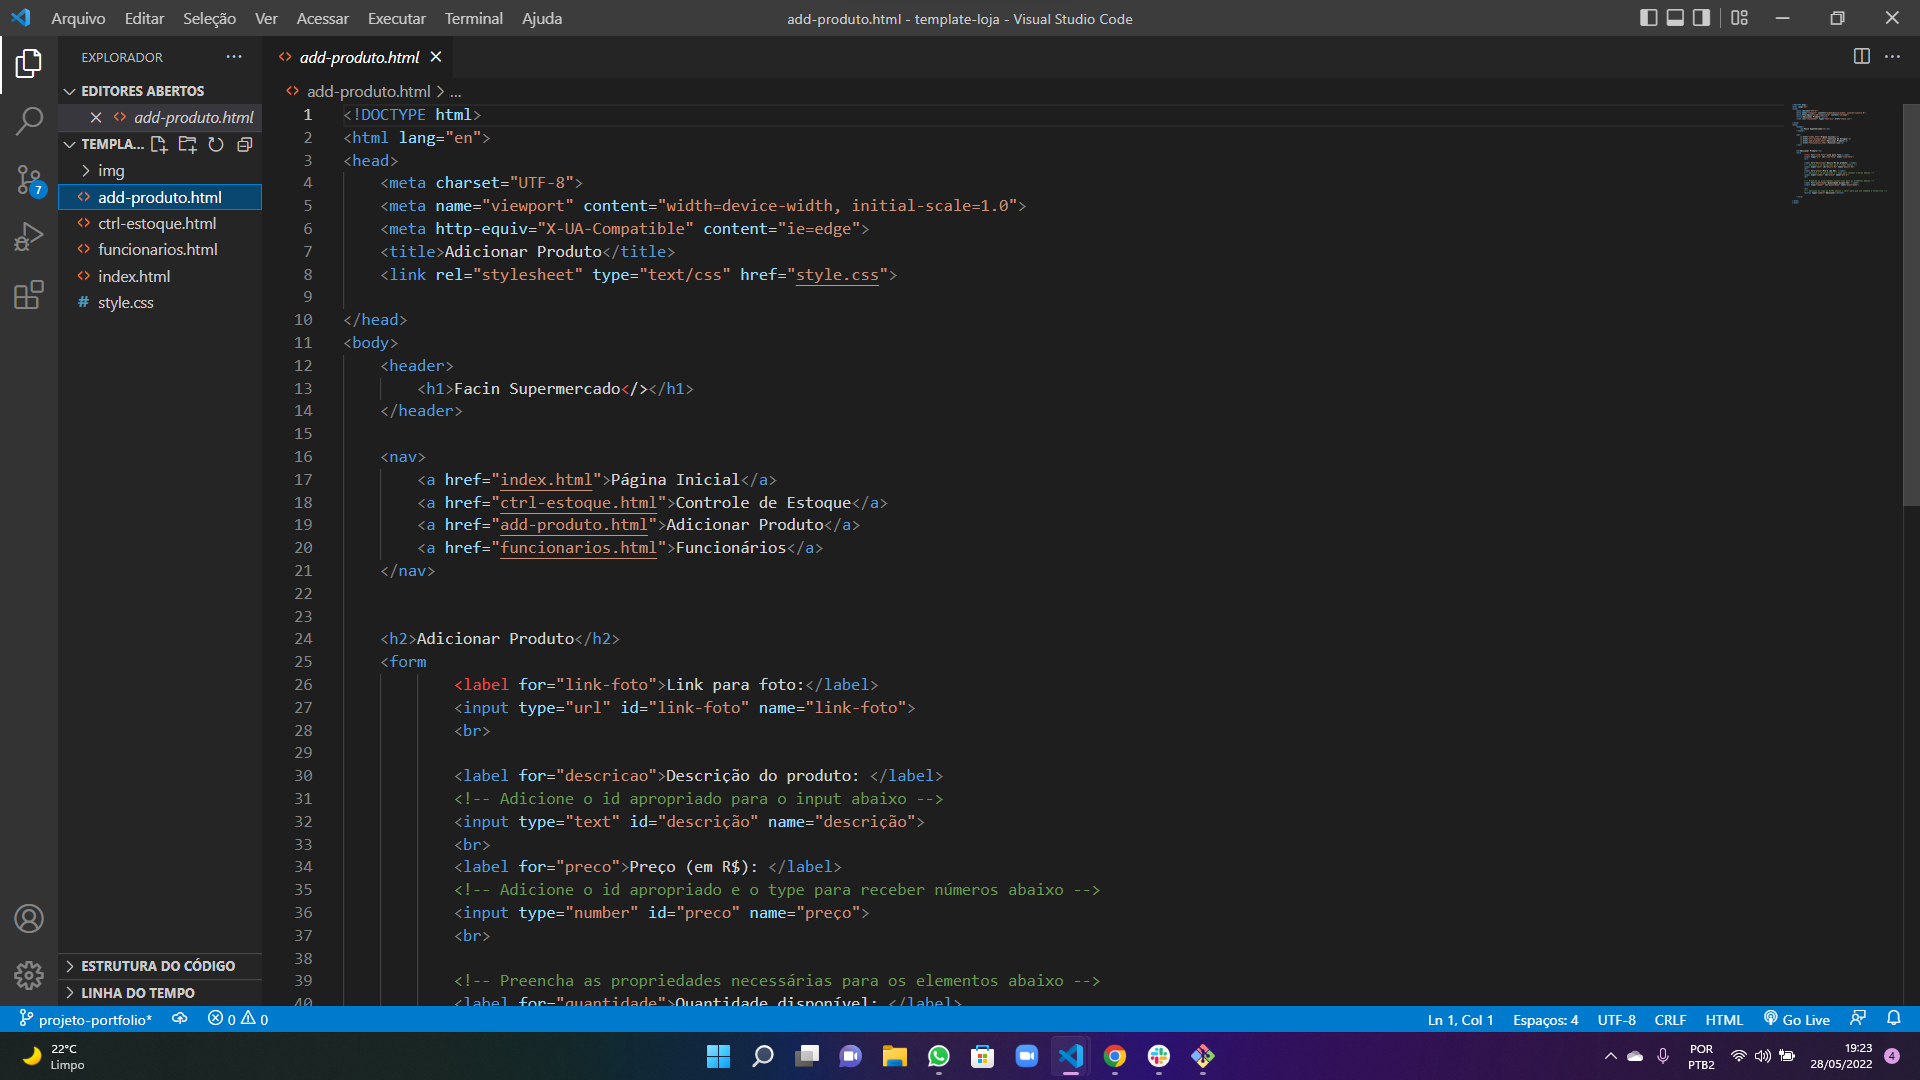 Arquivo Editar Seleção Ver Acessar Executar Terminal Ajuda
add-produto.html - template-loja - Visual Studio Code
EXPLORADOR
EDITORES ABERTOS
add-produto.html
TEMPLA...
img
add-produto.html
ctrl-estoque.html
funcionarios.html
index.html
style.css
7
ESTRUTURA DO CÓDIGO
LINHA DO TEMPO
add-produto.html
add-produto.html > ...
1 <!DOCTYPE html>
2 <html lang="en">
3 <head>
4     <meta charset="UTF-8">
5     <meta name="viewport" content="width=device-width, initial-scale=1.0">
6     <meta http-equiv="X-UA-Compatible" content="ie=edge">
7     <title>Adicionar Produto</title>
8     <link rel="stylesheet" type="text/css" href="style.css">
9
10 </head>
11 <body>
12     <header>
13         <h1>Facin Supermercado</></h1>
14     </header>
15
16     <nav>
17         <a href="index.html">Página Inicial</a>
18         <a href="ctrl-estoque.html">Controle de Estoque</a>
19         <a href="add-produto.html">Adicionar Produto</a>
20         <a href="funcionarios.html">Funcionários</a>
21     </nav>
22
23
24     <h2>Adicionar Produto</h2>
25     <form
26             <label for="link-foto">Link para foto:</label>
27             <input type="url" id="link-foto" name="link-foto">
28             <br>
29
30             <label for="descricao">Descrição do produto: </label>
31             <!-- Adicione o id apropriado para o input abaixo -->
32             <input type="text" id="descrição" name="descrição">
33             <br>
34             <label for="preco">Preço (em R$): </label>
35             <!-- Adicione o id apropriado e o type para receber números abaixo -->
36             <input type="number" id="preco" name="preço">
37             <br>
38
39             <!-- Preencha as propriedades necessárias para os elementos abaixo -->
40             <label for="quantidade">Quantidade disponível: </label>
projeto-portfolio* 0 0
Ln 1, Col 1 Espaços: 4 UTF-8 CRLF HTML Go Live
22°C
Limpo
POR
PTB2
19:23
28/05/2022
4